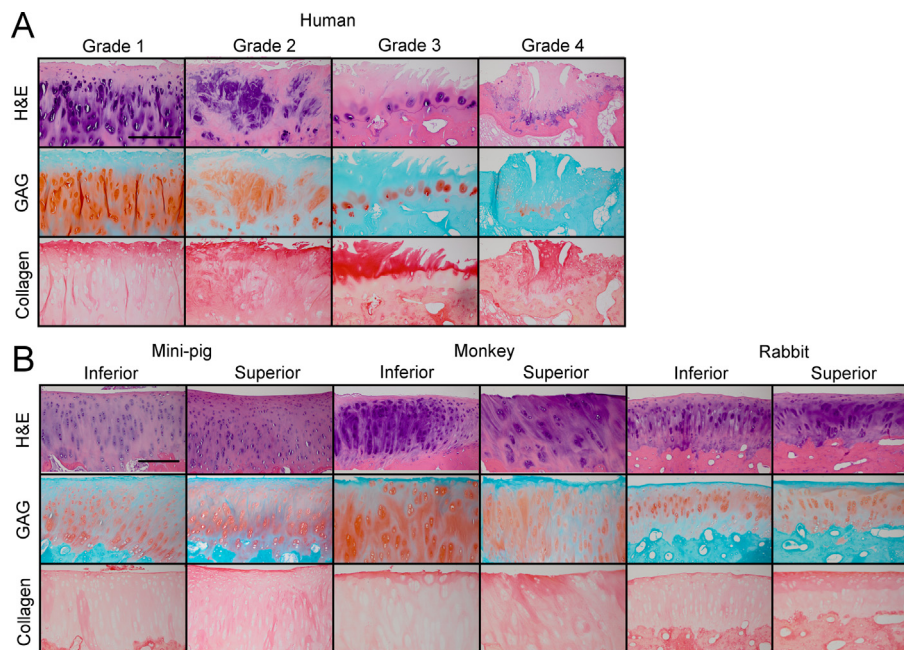 A
Human
Grade 1 Grade 2 Grade 3 Grade 4
H&E
GAG
Collagen
B
Mini-pig Monkey Rabbit
Inferior Superior Inferior Superior Inferior Superior
H&E
GAG
Collagen